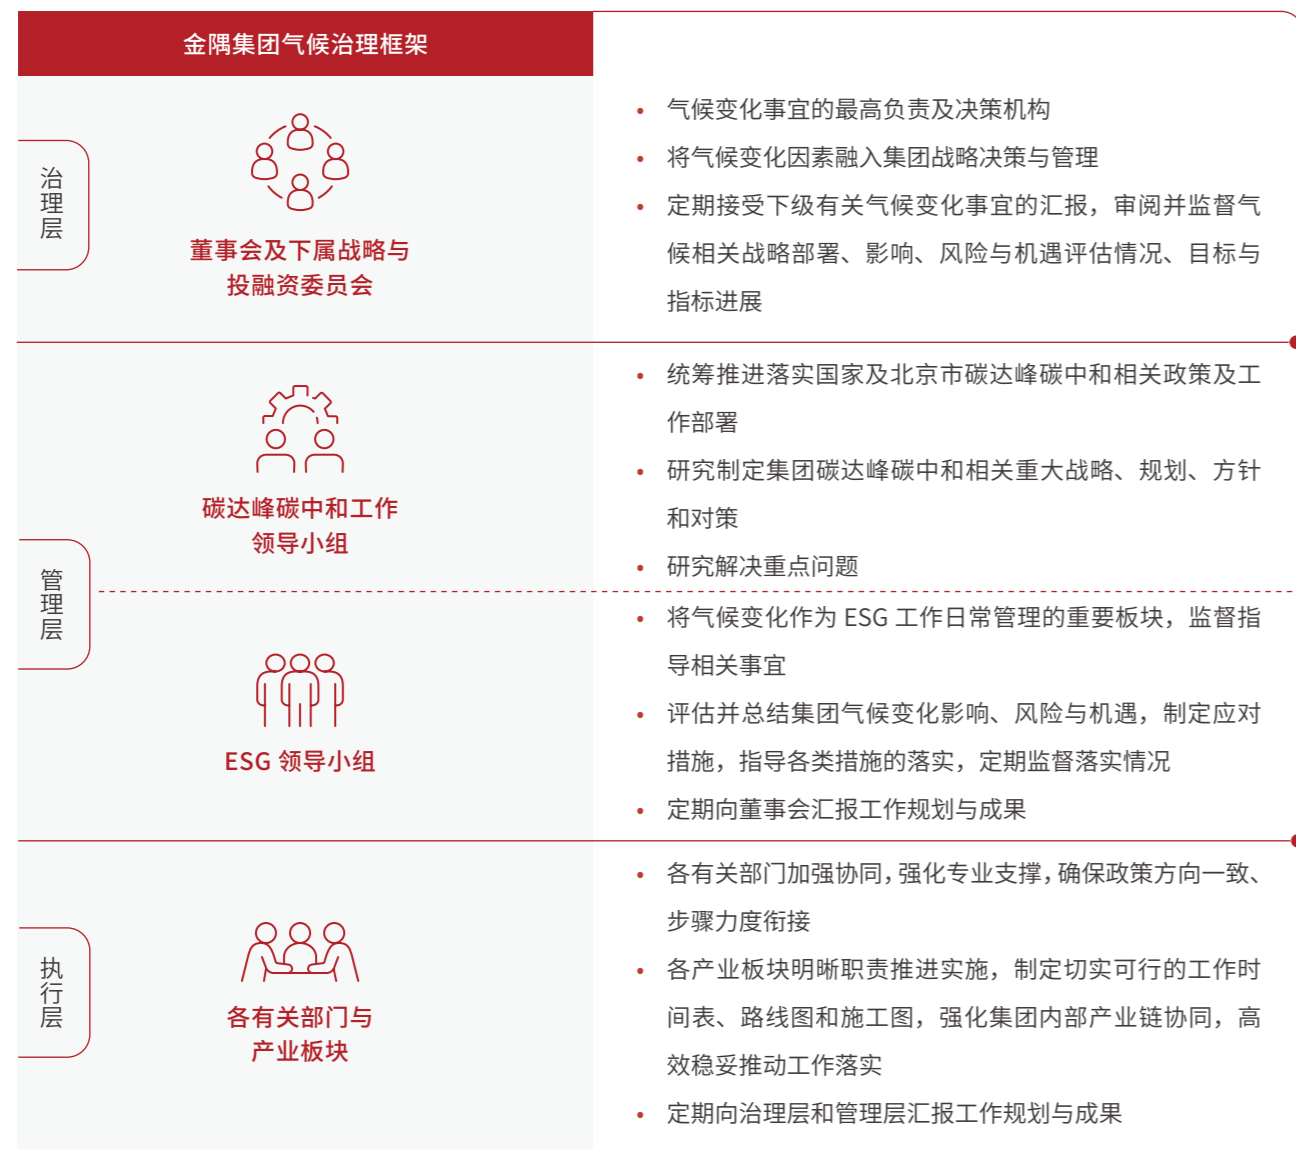 金隅集团气候治理框架
治理层
董事会及下属战略与
投融资委员会
• 气候变化事宜的最高负责及决策机构
• 将气候变化因素融入集团战略决策与管理
• 定期接受下级有关气候变化事宜的汇报，审阅并监督气
候相关战略部署、影响、风险与机遇评估情况、目标与
指标进展
管理层
碳达峰碳中和工作
领导小组
• 统筹推进落实国家及北京市碳达峰碳中和相关政策及工
作部署
• 研究制定集团碳达峰碳中和相关重大战略、规划、方针
和对策
• 研究解决重点问题
ESG 领导小组
• 将气候变化作为 ESG 工作日常管理的重要板块，监督指
导相关事宜
• 评估并总结集团气候变化影响、风险与机遇，制定应对
措施，指导各类措施的落实，定期监督落实情况
• 定期向董事会汇报工作规划与成果
执行层
各有关部门与
产业板块
• 各有关部门加强协同，强化专业支撑，确保政策方向一致、
步骤力度衔接
• 各产业板块明晰职责推进实施，制定切实可行的工作时
间表、路线图和施工图，强化集团内部产业链协同，高
效稳妥推动工作落实
• 定期向治理层和管理层汇报工作规划与成果